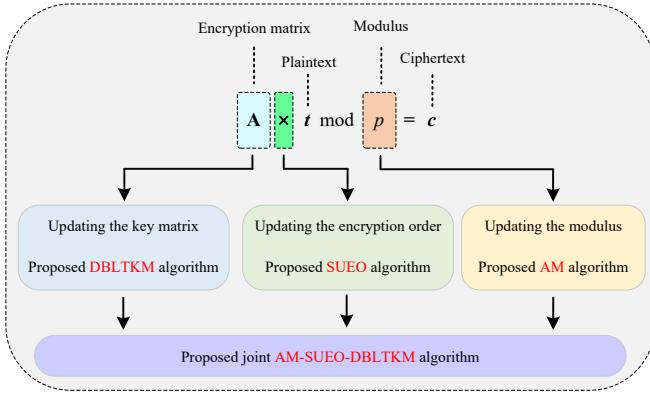 Encryption matrix
Modulus
Plaintext
Ciphertext
A × t mod p = c
Updating the key matrix
Proposed DBLTKM algorithm
Updating the encryption order
Proposed SUEO algorithm
Updating the modulus
Proposed AM algorithm
Proposed joint AM-SUEO-DBLTKM algorithm